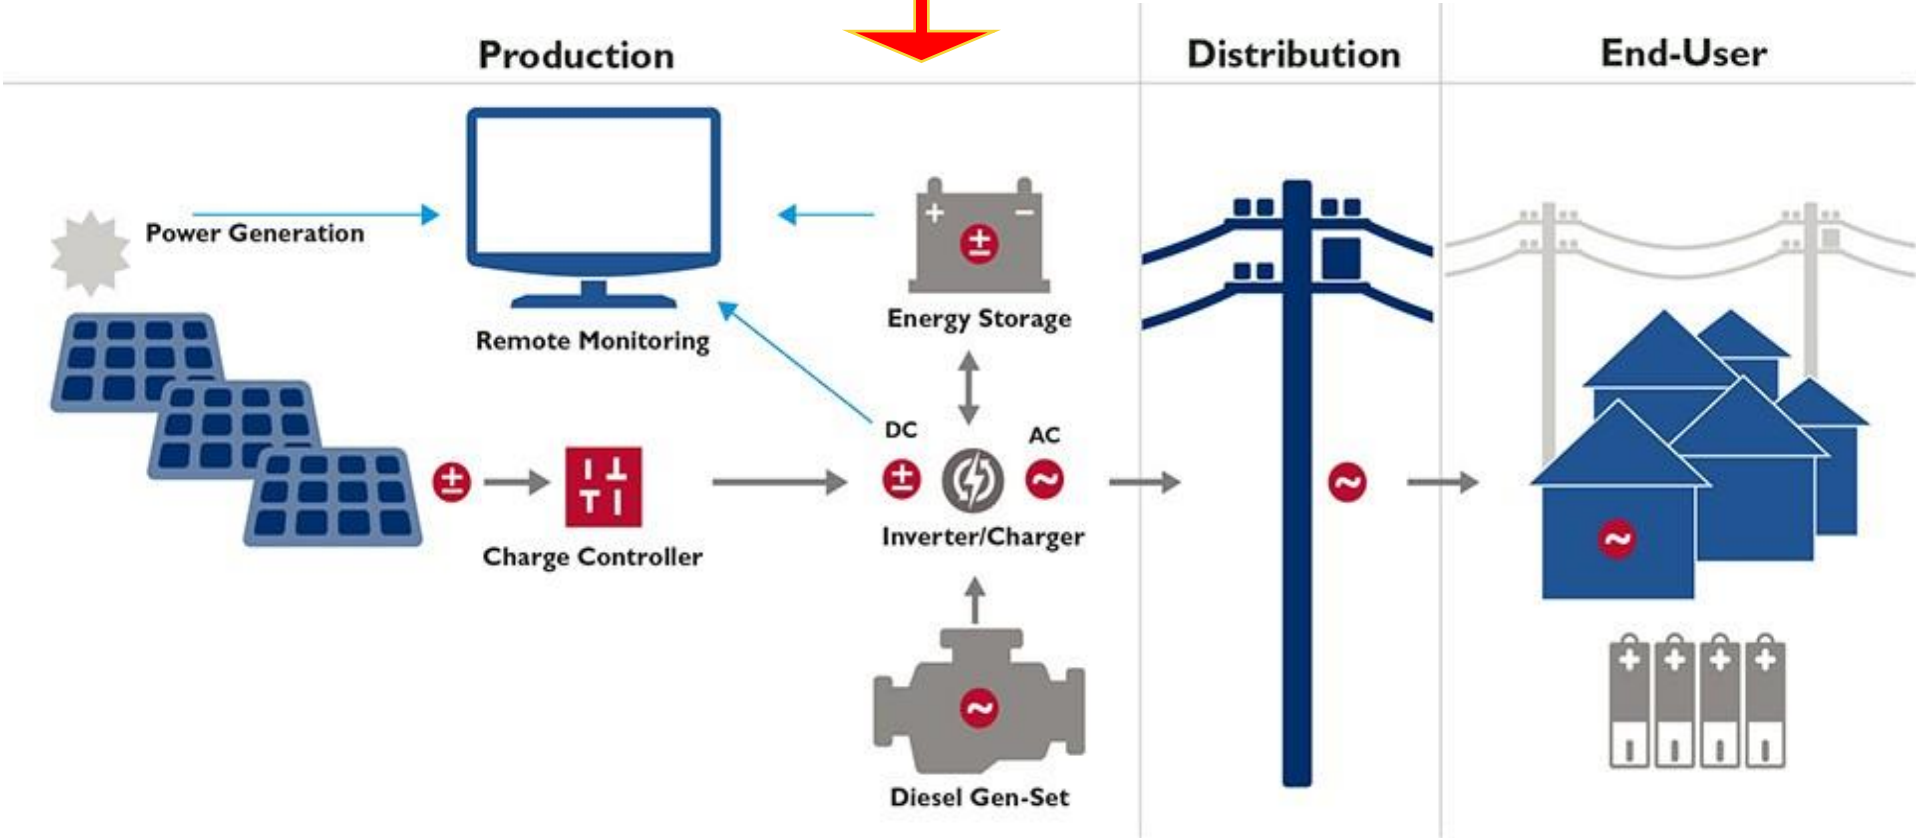 Production
Distribution
End-User
Power Generation
Remote Monitoring
Energy Storage
DC
AC
Inverter/Charger
Charge Controller
Diesel Gen-Set